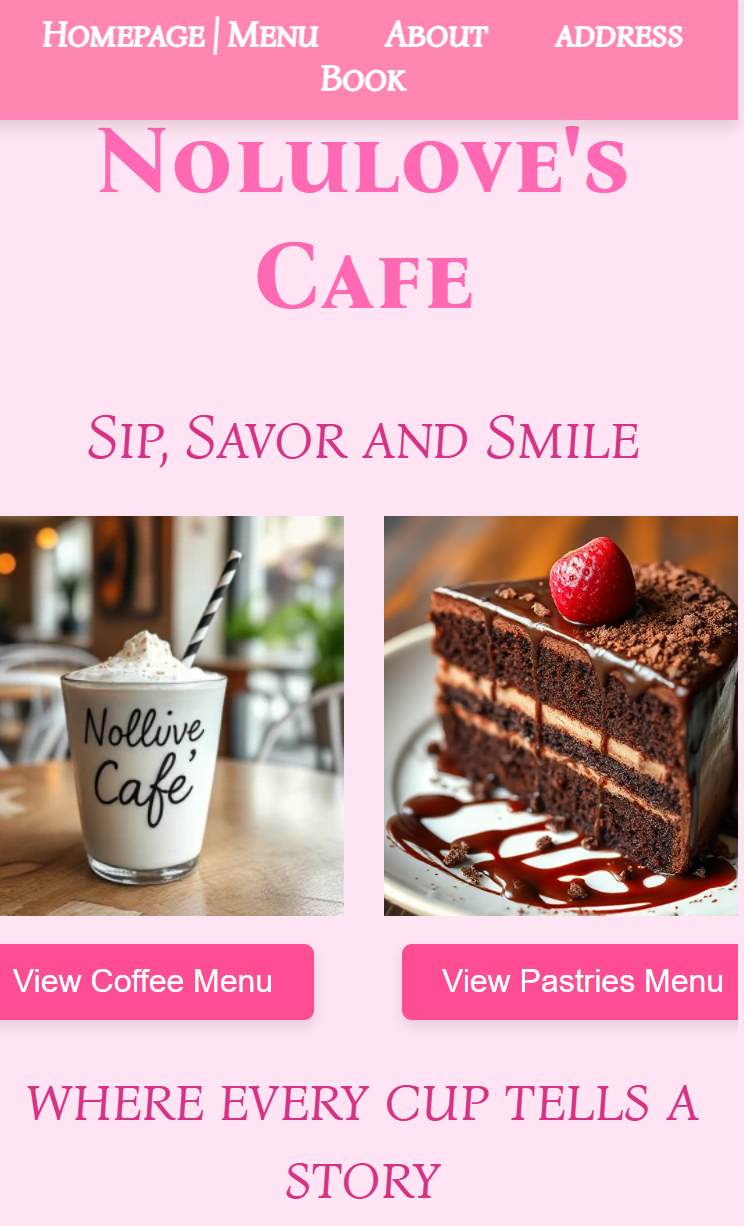 Homepage | Menu About address
Book
Nolulove's
Cafe
Sip, Savor and Smile
Nollive
Cafe'
View Coffee Menu
View Pastries Menu
where every cup tells a
story